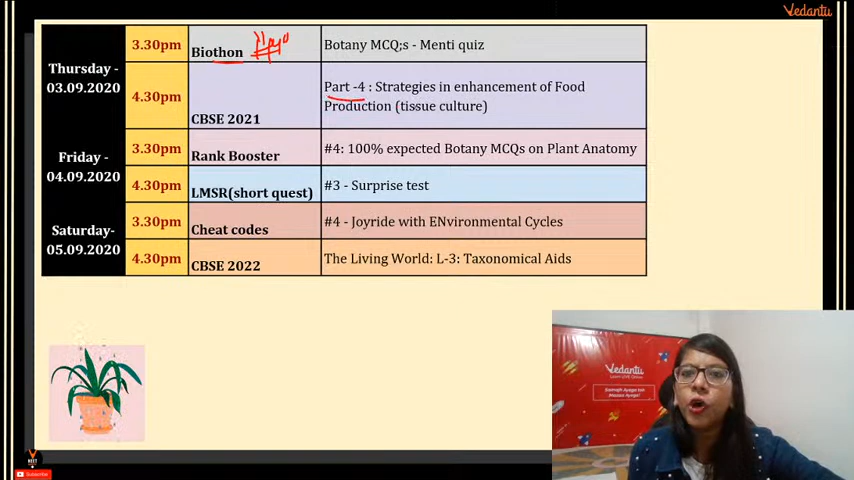 Vedantu
3.30pm
Biothon
Botany MCQ;s - Menti quiz
Thursday -
03.09.2020
4.30pm
CBSE 2021
Part -4 : Strategies in enhancement of Food
Production (tissue culture)
Friday -
04.09.2020
3.30pm
Rank Booster
#4: 100% expected Botany MCQs on Plant Anatomy
4.30pm
LMSR(short quest)
#3 - Surprise test
Saturday-
05.09.2020
3.30pm
Cheat codes
#4 - Joyride with ENvironmental Cycles
4.30pm
CBSE 2022
The Living World: L-3: Taxonomical Aids
Vedantu
NEET
Subscribe